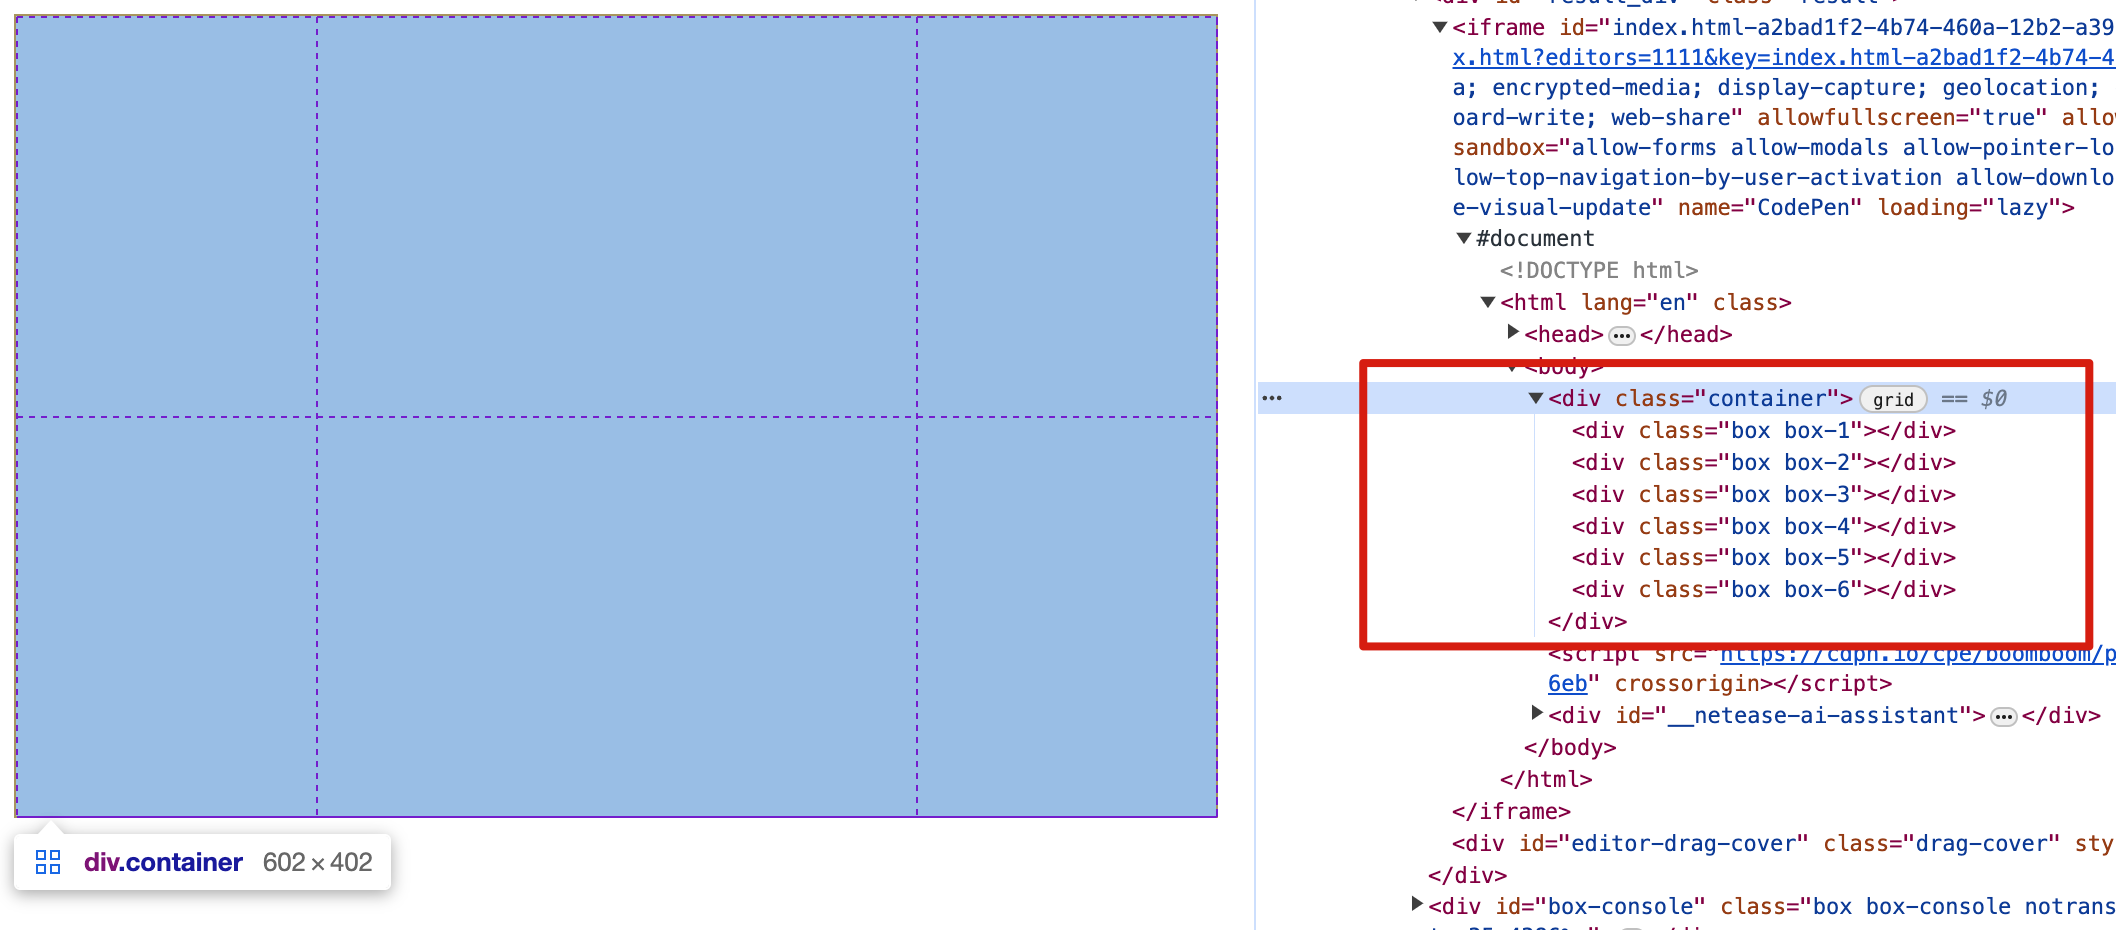 <iframe id="index.html-a2bad1f2-4b74-460a-12b2-a39
x.html?editors=1111&key=index.html-a2bad1f2-4b74-4
a; encrypted-media; display-capture; geolocation;
oard-write; web-share" allowfullscreen="true" allow
sandbox="allow-forms allow-modals allow-pointer-lo
low-top-navigation-by-user-activation allow-downlo
e-visual-update" name="CodePen" loading="lazy">
#document
<!DOCTYPE html>
<html lang="en" class>
<head>…</head>
<body>
<div class="container"> grid == $0
<div class="box box-1"></div>
<div class="box box-2"></div>
<div class="box box-3"></div>
<div class="box box-4"></div>
<div class="box box-5"></div>
<div class="box box-6"></div>
</div>
<script src="https://cdpn.io/cpe/boomboom/p
6eb" crossorigin></script>
<div id="__netease-ai-assistant">…</div>
</body>
</html>
</iframe>
<div id="editor-drag-cover" class="drag-cover" sty
</div>
<div id="box-console" class="box box-console notrans
div.container 602 × 402